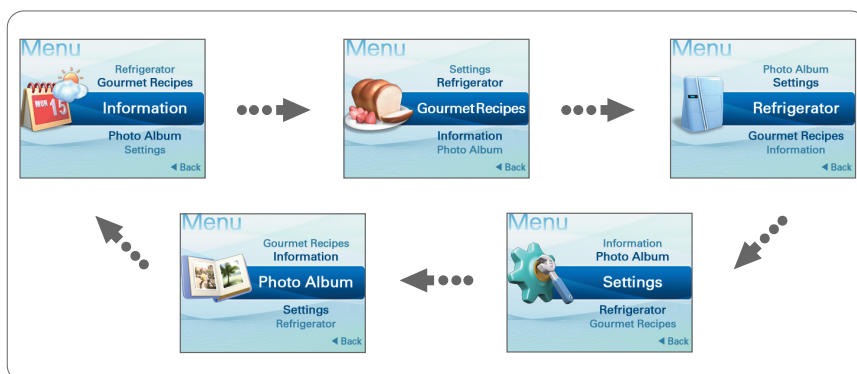 Menu
Refrigerator
Gourmet Recipes
Information
Photo Album
Settings
◀ Back
Menu
Settings
Refrigerator
Gourmet Recipes
Information
Photo Album
◀ Back
Menu
Photo Album
Settings
Refrigerator
Gourmet Recipes
Information
◀ Back
Menu
Gourmet Recipes
Information
Photo Album
Settings
Refrigerator
◀ Back
Menu
Information
Photo Album
Settings
Refrigerator
Gourmet Recipes
◀ Back
MON
15